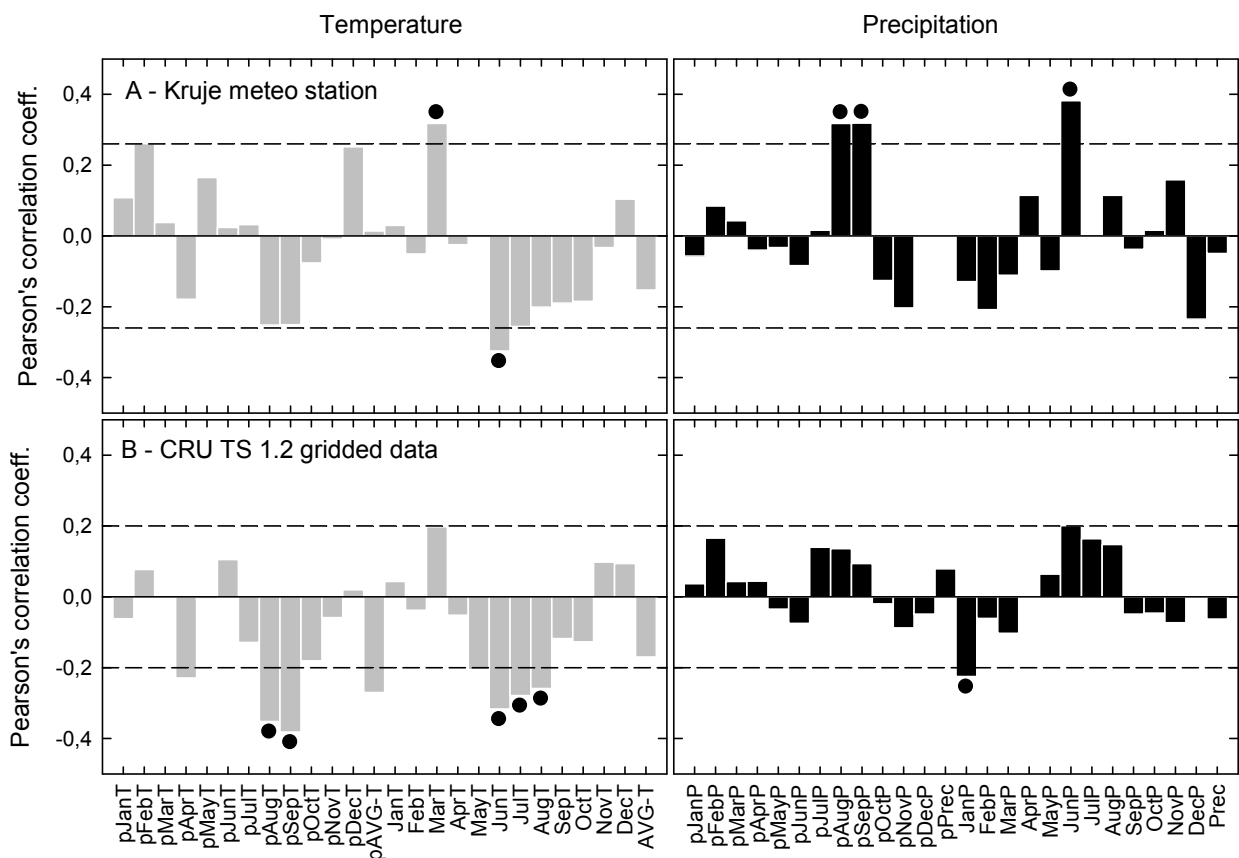 Temperature
Precipitation
Pearson's correlation coeff.
A - Kruje meteo station
0,4
0,2
0,0
-0,2
-0,4
Pearson's correlation coeff.
B - CRU TS 1.2 gridded data
0,4
0,2
0,0
-0,2
-0,4
pJanT
pFebT
pMarT
pAprT
pMayT
pJunT
pJulT
pAugT
pSepT
pOctT
pNovT
pDecT
pAVG-T
JanT
FebT
MarT
AprT
MayT
JunT
JulT
AugT
SepT
OctT
NovT
DecT
AVG-T
pJanP
pFebP
pMarP
pAprP
pMayP
pJunP
pJulP
pAugP
pSepP
pOctP
pNovP
pDecP
pPrec
JanP
FebP
MarP
AprP
MayP
JunP
JulP
AugP
SepP
OctP
NovP
DecP
Prec